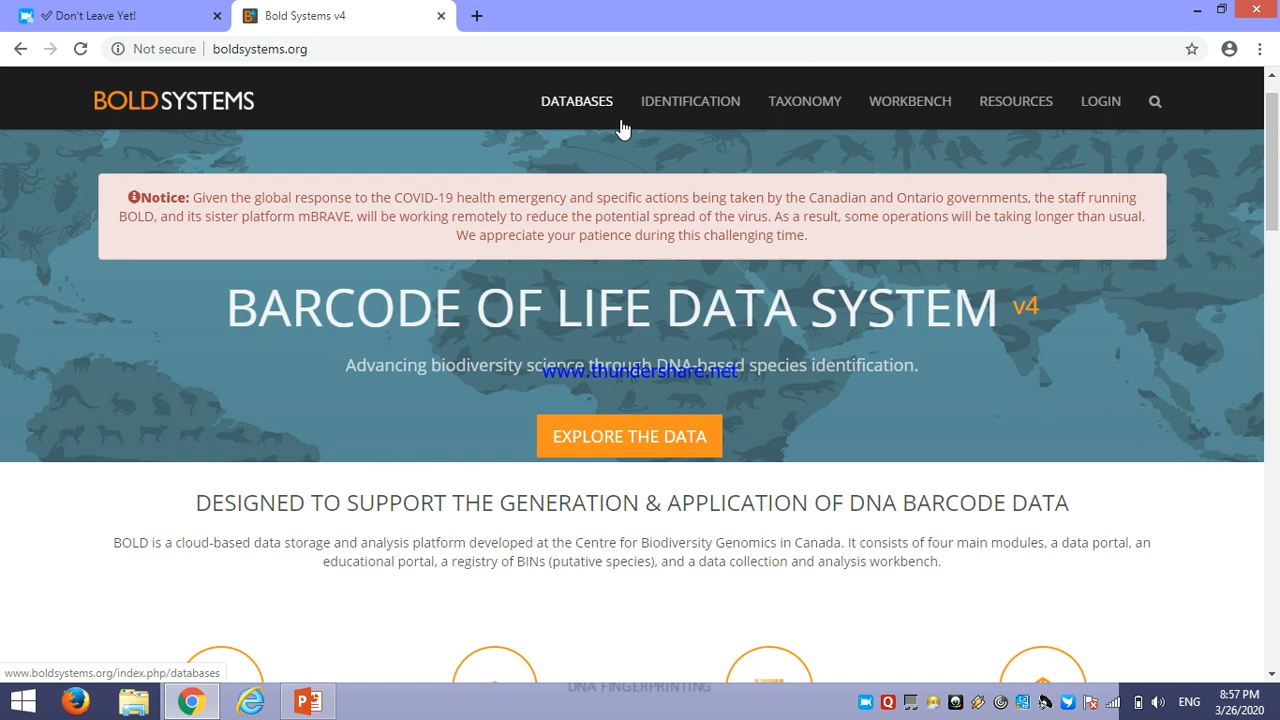 ✓ Don't Leave Yet!
Bold Systems v4
Not secure
boldsystems.org
BOLDSYSTEMS
DATABASES
IDENTIFICATION
TAXONOMY
WORKBENCH
RESOURCES
LOGIN
Notice: Given the global response to the COVID-19 health emergency and specific actions being taken by the Canadian and Ontario governments, the staff running
BOLD, and its sister platform mBRAVE, will be working remotely to reduce the potential spread of the virus. As a result, some operations will be taking longer than usual.
We appreciate your patience during this challenging time.
BARCODE OF LIFE DATA SYSTEM v4
Advancing biodiversity science through DNA-based species identification.
www.thundershare.net
EXPLORE THE DATA
DESIGNED TO SUPPORT THE GENERATION & APPLICATION OF DNA BARCODE DATA
BOLD is a cloud-based data storage and analysis platform developed at the Centre for Biodiversity Genomics in Canada. It consists of four main modules, a data portal, an
educational portal, a registry of BINs (putative species), and a data collection and analysis workbench.
www.boldsystems.org/index.php/databases
DNA FINGERPRINTING
ENG
8:57 PM
3/26/2020